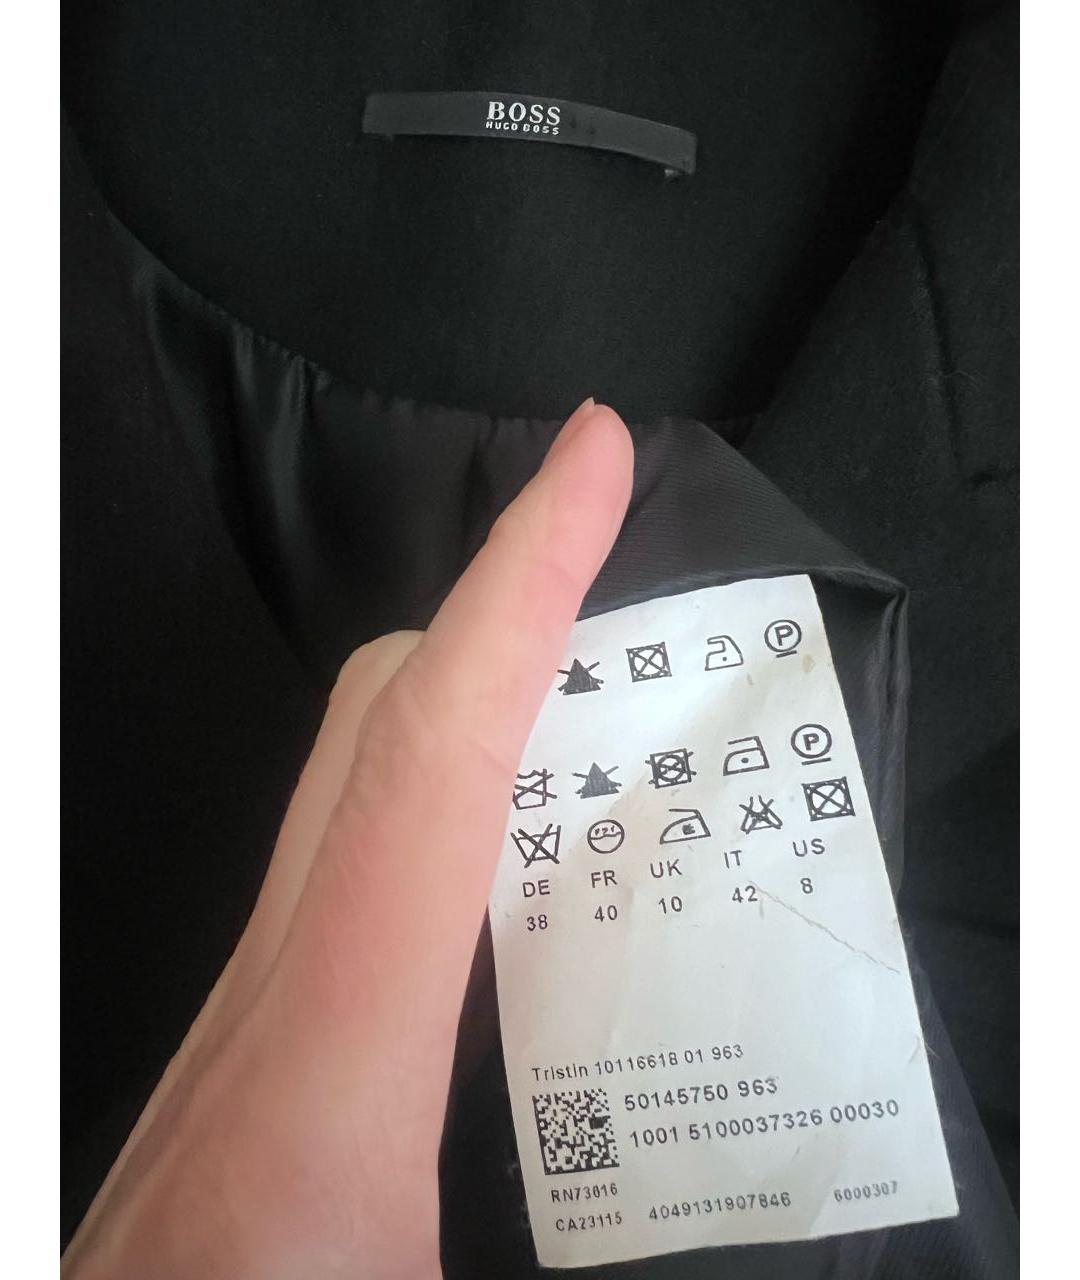 BOSS
HUGO BOSS
P
P
DE FR UK IT US
38 40 10 42 8
Tristin 10116618 01 963
50145750 963
1001 5100037326 00030
RN73016
CA23115 4049131907846 6000307